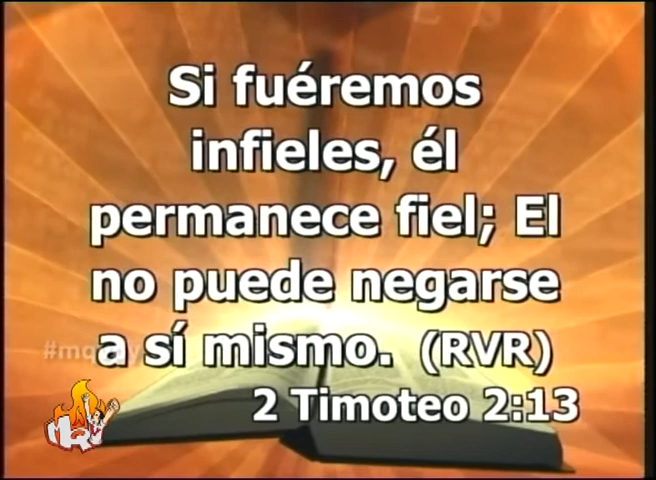 Si fuéremos
infieles, él
permanece fiel; El
no puede negarse
a sí mismo. (RVR)
2 Timoteo 2:13